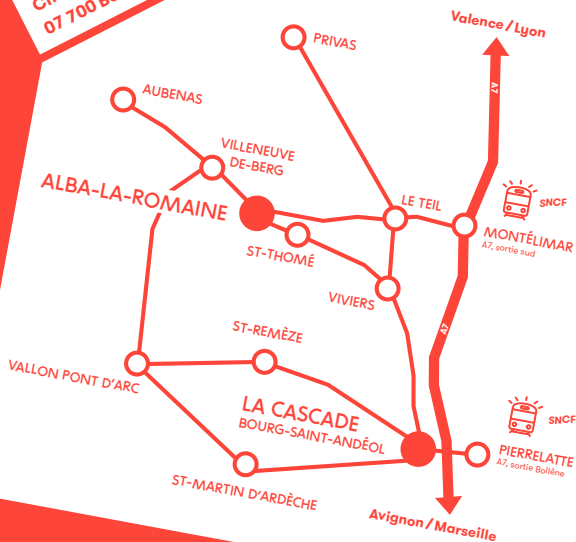 07 700 B
Valence / Lyon
PRIVAS
A7
AUBENAS
VILLENEUVE
DE-BERG
ALBA-LA-ROMAINE
LE TEIL
SNCF
MONTÉLIMAR
A7, sortie sud
ST-THOMÉ
VIVIERS
A7
ST-REMÈZE
VALLON PONT D'ARC
LA CASCADE
BOURG-SAINT-ANDÉOL
SNCF
PIERRELATTE
A7, sortie Bollène
ST-MARTIN D'ARDÈCHE
Avignon / Marseille